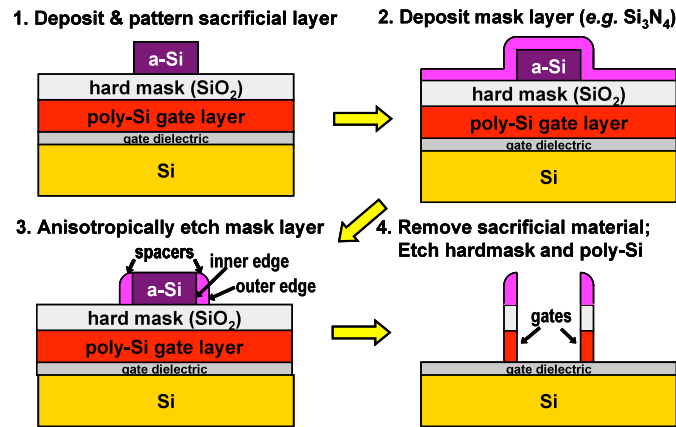 1. Deposit & pattern sacrificial layer
a-Si
hard mask (SiO₂)
poly-Si gate layer
gate dielectric
Si
2. Deposit mask layer (e.g. Si₃N₄)
a-Si
hard mask (SiO₂)
poly-Si gate layer
gate dielectric
Si
3. Anisotropically etch mask layer
spacers
inner edge
outer edge
a-Si
hard mask (SiO₂)
poly-Si gate layer
gate dielectric
Si
4. Remove sacrificial material;
Etch hardmask and poly-Si
gates
gate dielectric
Si